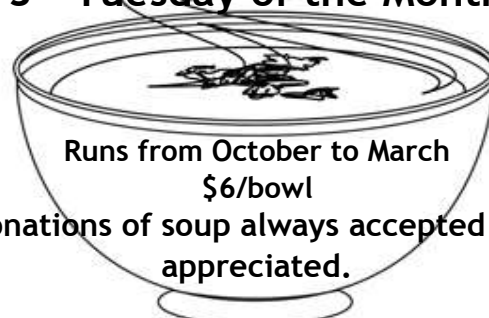 Tuesday of the Month
Runs from October to March
$6/bowl
onations of soup always accepted
appreciated.